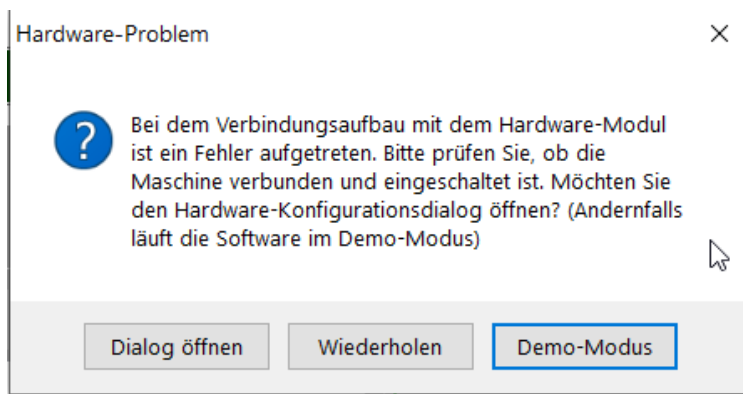 Hardware-Problem
Bei dem Verbindungsaufbau mit dem Hardware-Modul
ist ein Fehler aufgetreten. Bitte prüfen Sie, ob die
Maschine verbunden und eingeschaltet ist. Möchten Sie
den Hardware-Konfigurationsdialog öffnen? (Andernfalls
läuft die Software im Demo-Modus)
Dialog öffnen Wiederholen Demo-Modus